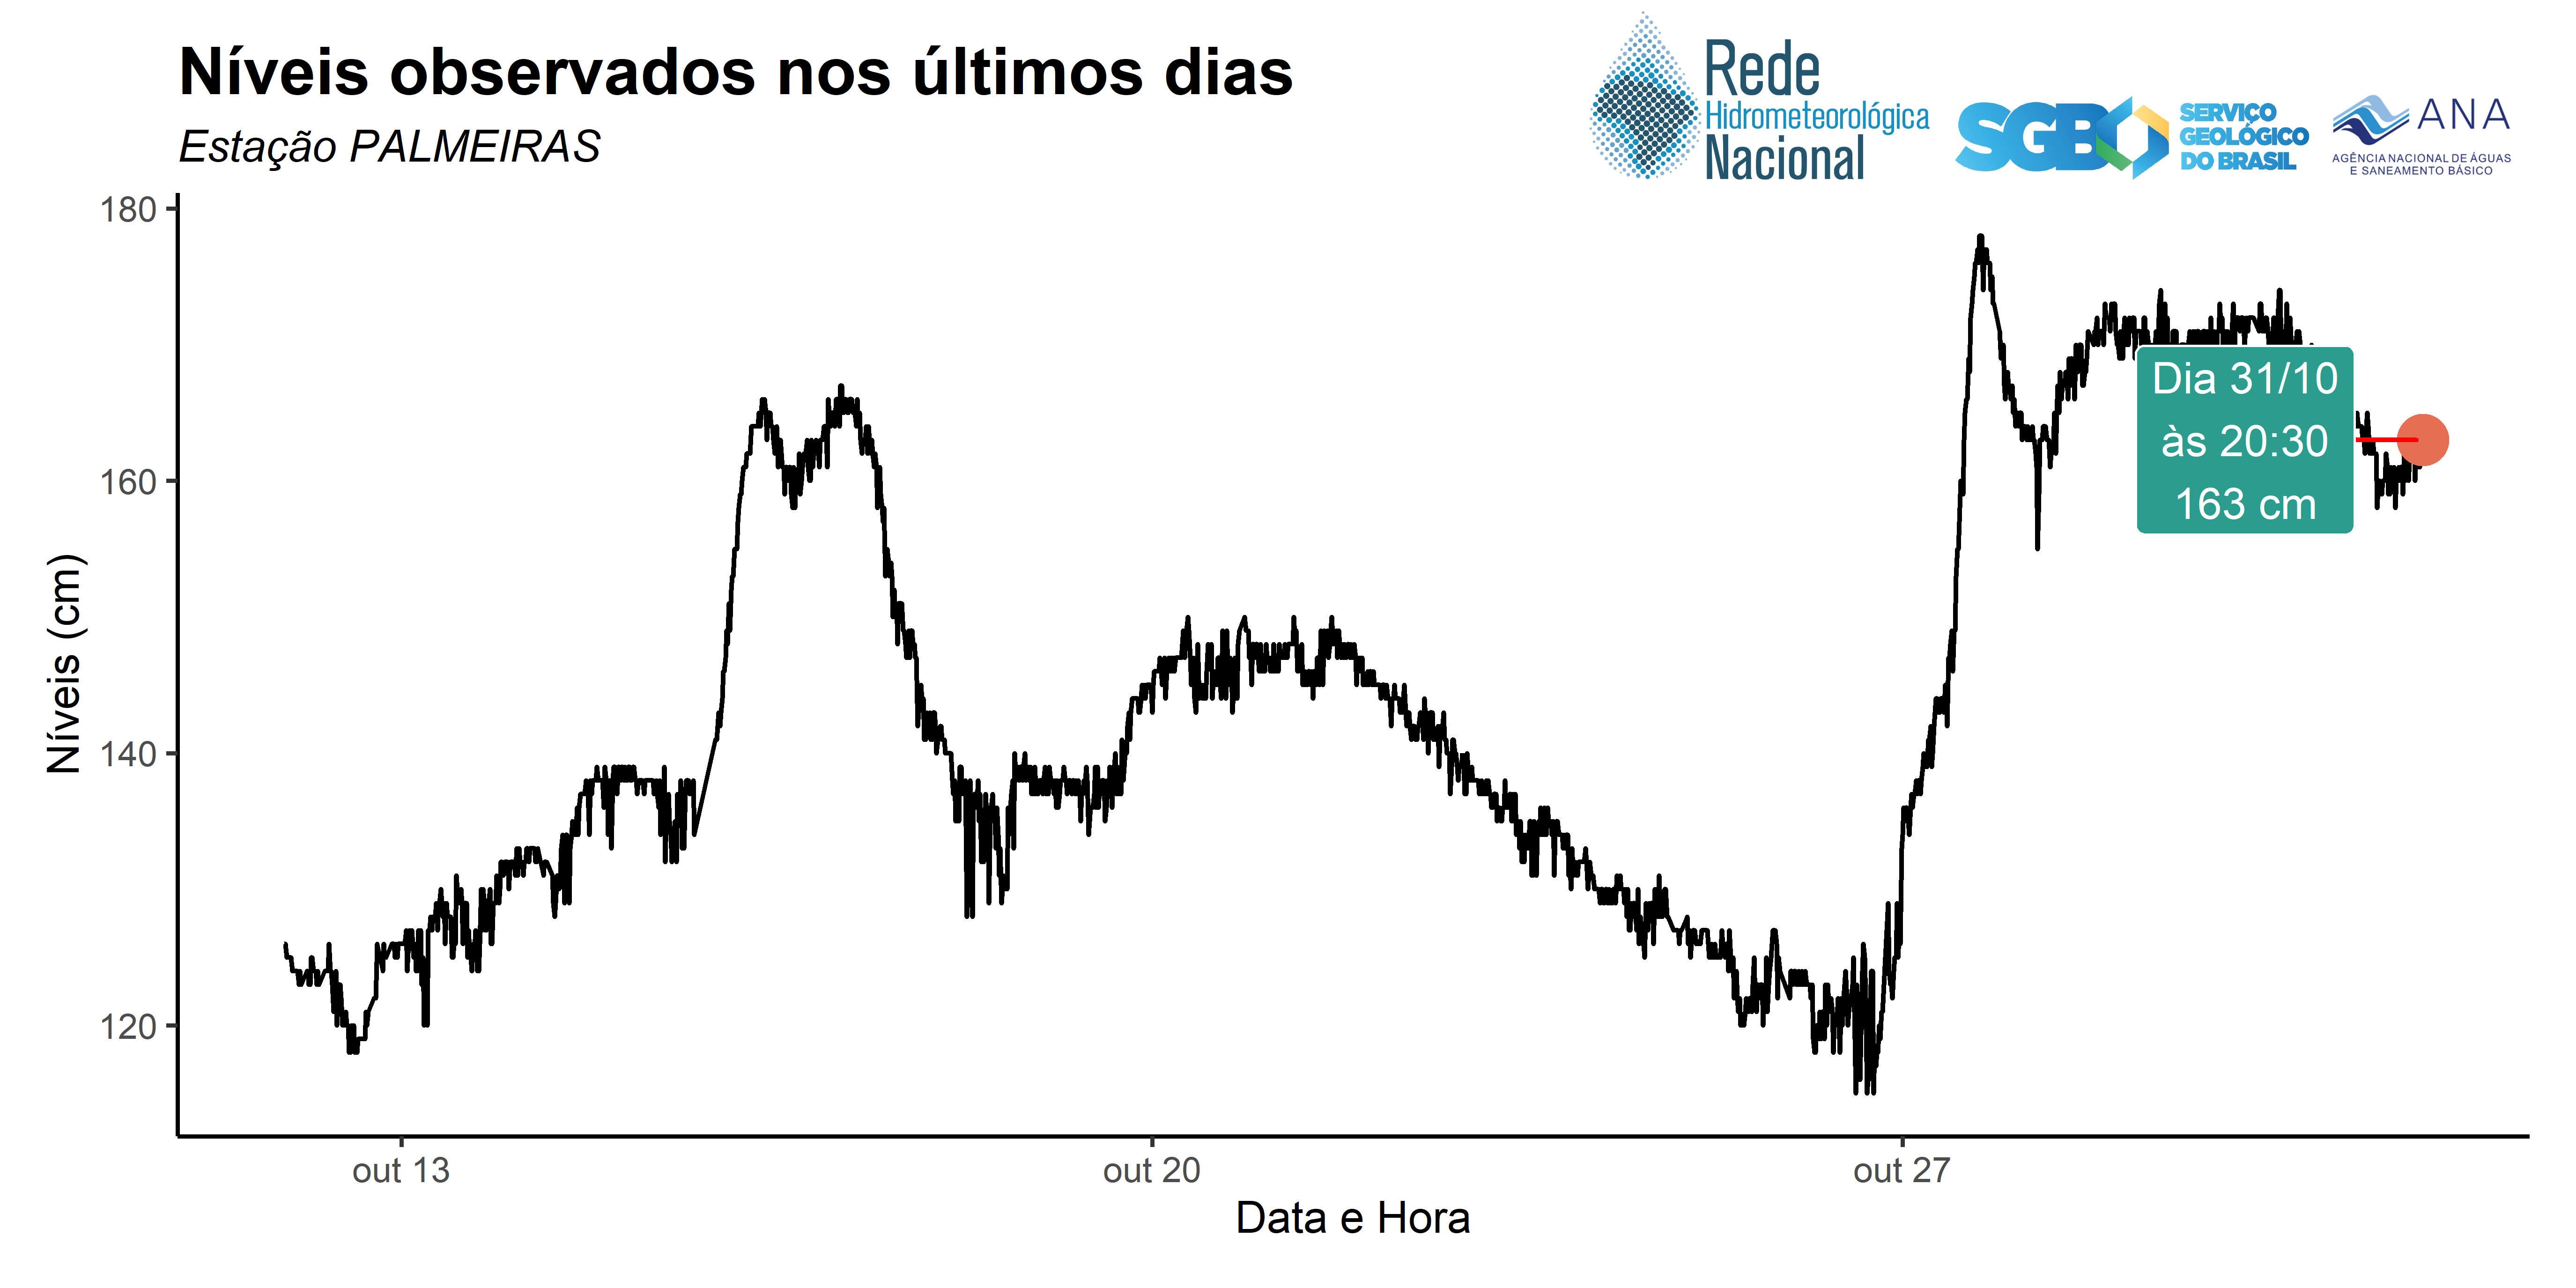 Níveis observados nos últimos dias
Estação PALMEIRAS
Rede
Hidrometeorológica
Nacional
SGB
SERVIÇO
GEOLÓGICO
DO BRASIL
ANA
AGÊNCIA NACIONAL DE ÁGUAS
E SANEAMENTO BÁSICO
Níveis (cm)
180
160
140
120
Dia 31/10
às 20:30
163 cm
out 13
out 20
out 27
Data e Hora